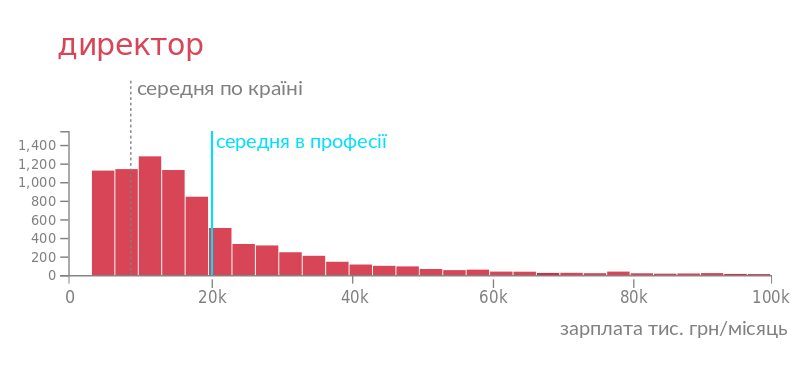 директор
середня по країні
середня в професії
1,400
1,200
1,000
800
600
400
200
0
0 20k 40k 60k 80k 100k
зарплата тис. грн/місяць